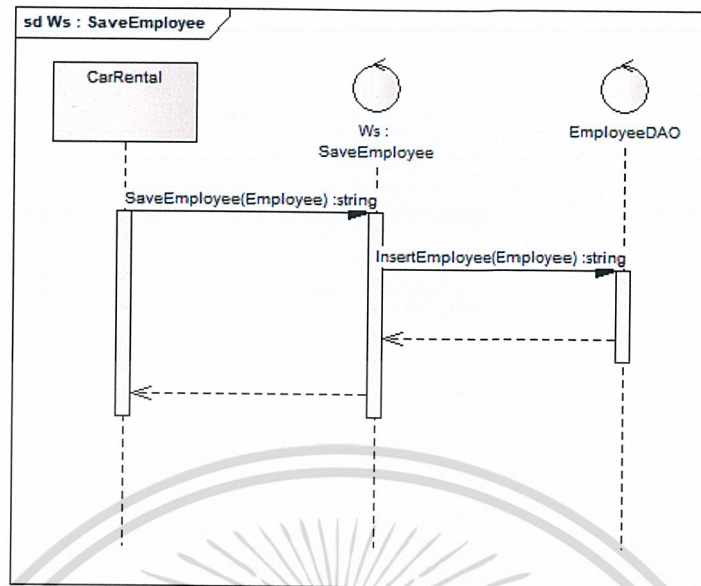 sd Ws : SaveEmployee
CarRental
Ws :
SaveEmployee
EmployeeDAO
SaveEmployee(Employee) :string
InsertEmployee(Employee) :string